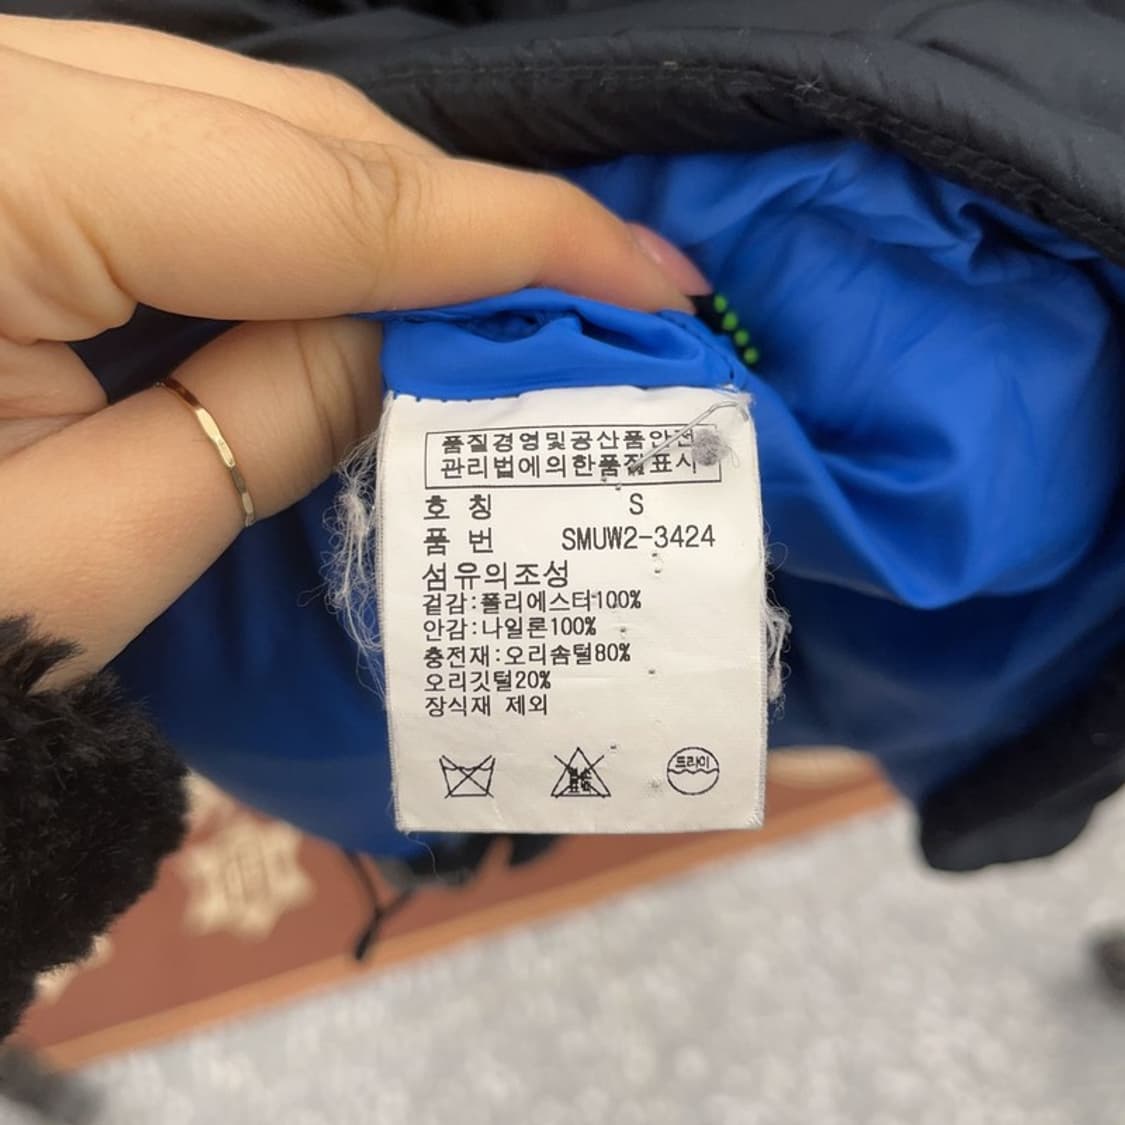 품질경영및공산품안전
관리법에의한품질표시
호 칭 S
품 번 SMUW2-3424
섬유의조성
겉감:폴리에스터100%
안감:나일론100%
충전재:오리솜털80%
오리깃털20%
장식재 제외
드라이